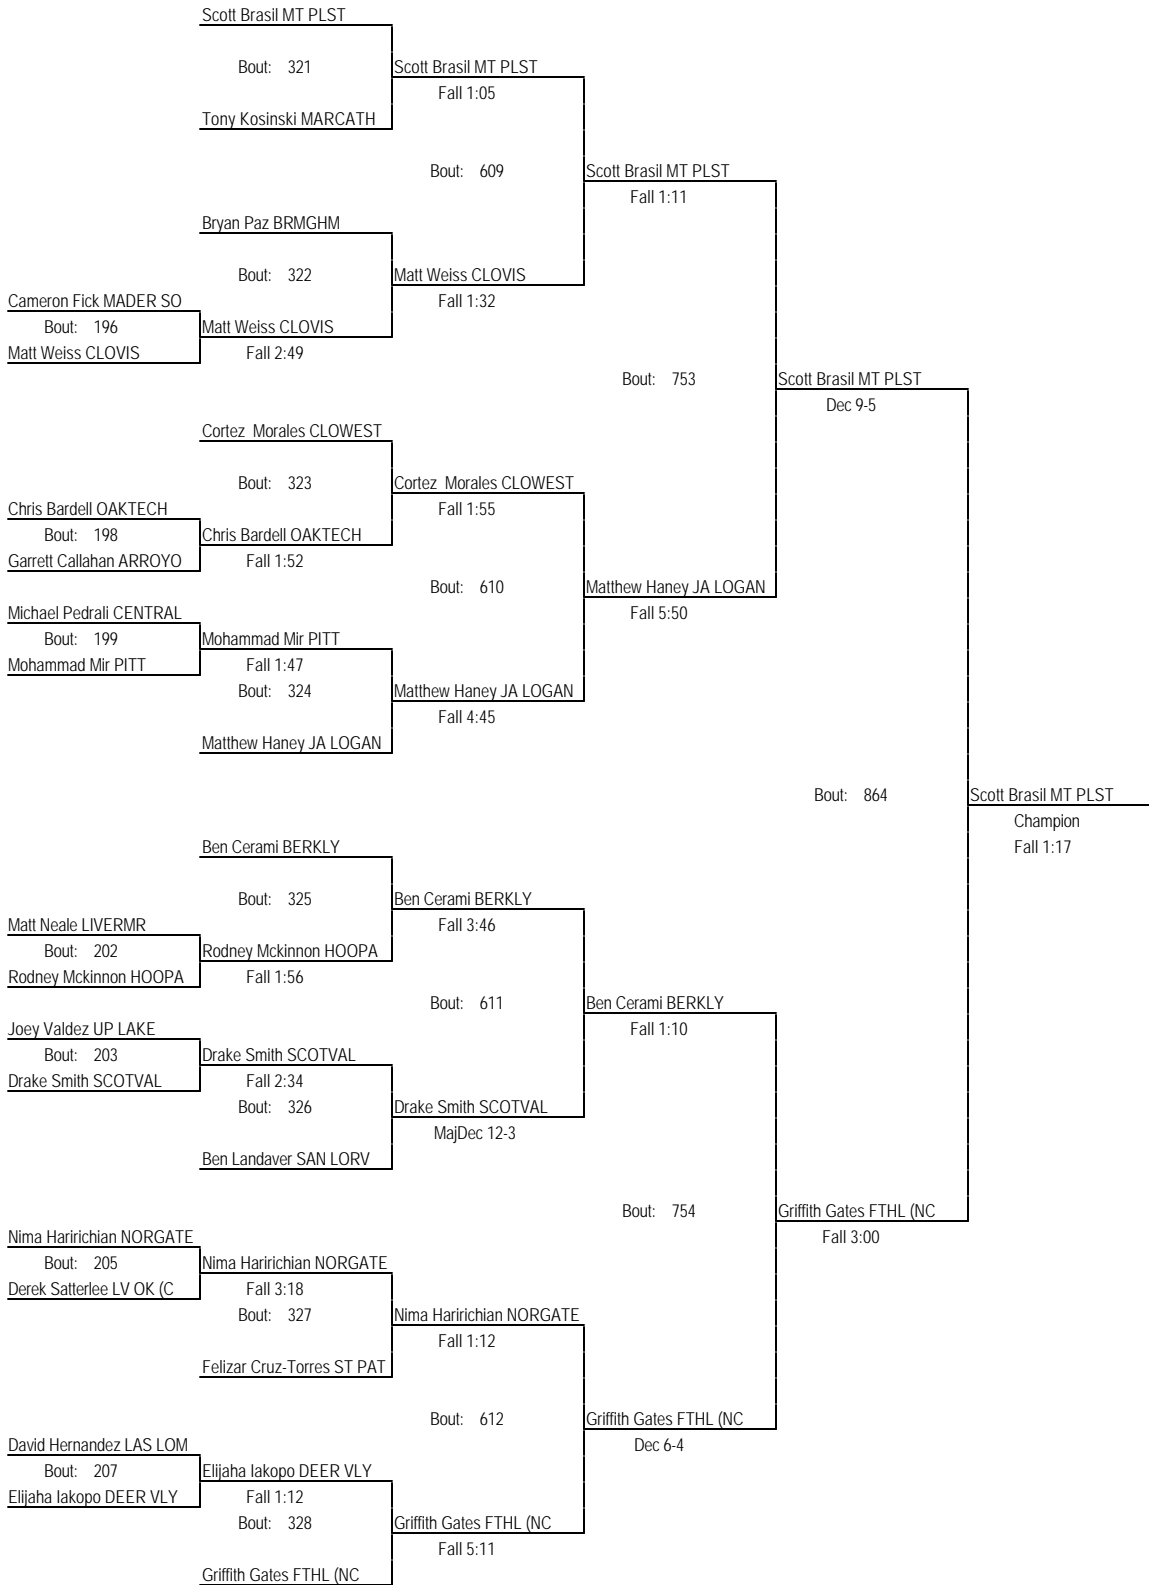 Scott Brasil MT PLST
Bout: 321
Scott Brasil MT PLST
Fall 1:05
Tony Kosinski MARCATH
Bout: 609
Scott Brasil MT PLST
Fall 1:11
Bryan Paz BRMGHM
Bout: 322
Matt Weiss CLOVIS
Fall 1:32
Cameron Fick MADER SO
Bout: 196
Matt Weiss CLOVIS
Matt Weiss CLOVIS
Fall 2:49
Bout: 753
Scott Brasil MT PLST
Dec 9-5
Cortez  Morales CLOWEST
Bout: 323
Cortez  Morales CLOWEST
Fall 1:55
Chris Bardell OAKTECH
Bout: 198
Chris Bardell OAKTECH
Garrett Callahan ARROYO
Fall 1:52
Bout: 610
Matthew Haney JA LOGAN
Fall 5:50
Michael Pedrali CENTRAL
Bout: 199
Mohammad Mir PITT
Mohammad Mir PITT
Fall 1:47
Bout: 324
Matthew Haney JA LOGAN
Fall 4:45
Matthew Haney JA LOGAN
Bout: 864
Scott Brasil MT PLST
Champion
Fall 1:17
Ben Cerami BERKLY
Bout: 325
Ben Cerami BERKLY
Fall 3:46
Matt Neale LIVERMR
Bout: 202
Rodney Mckinnon HOOPA
Rodney Mckinnon HOOPA
Fall 1:56
Bout: 611
Ben Cerami BERKLY
Fall 1:10
Joey Valdez UP LAKE
Bout: 203
Drake Smith SCOTVAL
Drake Smith SCOTVAL
Fall 2:34
Bout: 326
Drake Smith SCOTVAL
MajDec 12-3
Ben Landaver SAN LORV
Bout: 754
Griffith Gates FTHL (NC
Fall 3:00
Nima Haririchian NORGATE
Bout: 205
Nima Haririchian NORGATE
Derek Satterlee LV OK (C
Fall 3:18
Bout: 327
Nima Haririchian NORGATE
Fall 1:12
Felizar Cruz-Torres ST PAT
Bout: 612
Griffith Gates FTHL (NC
Dec 6-4
David Hernandez LAS LOM
Bout: 207
Elijaha Iakopo DEER VLY
Elijaha Iakopo DEER VLY
Fall 1:12
Bout: 328
Griffith Gates FTHL (NC
Fall 5:11
Griffith Gates FTHL (NC